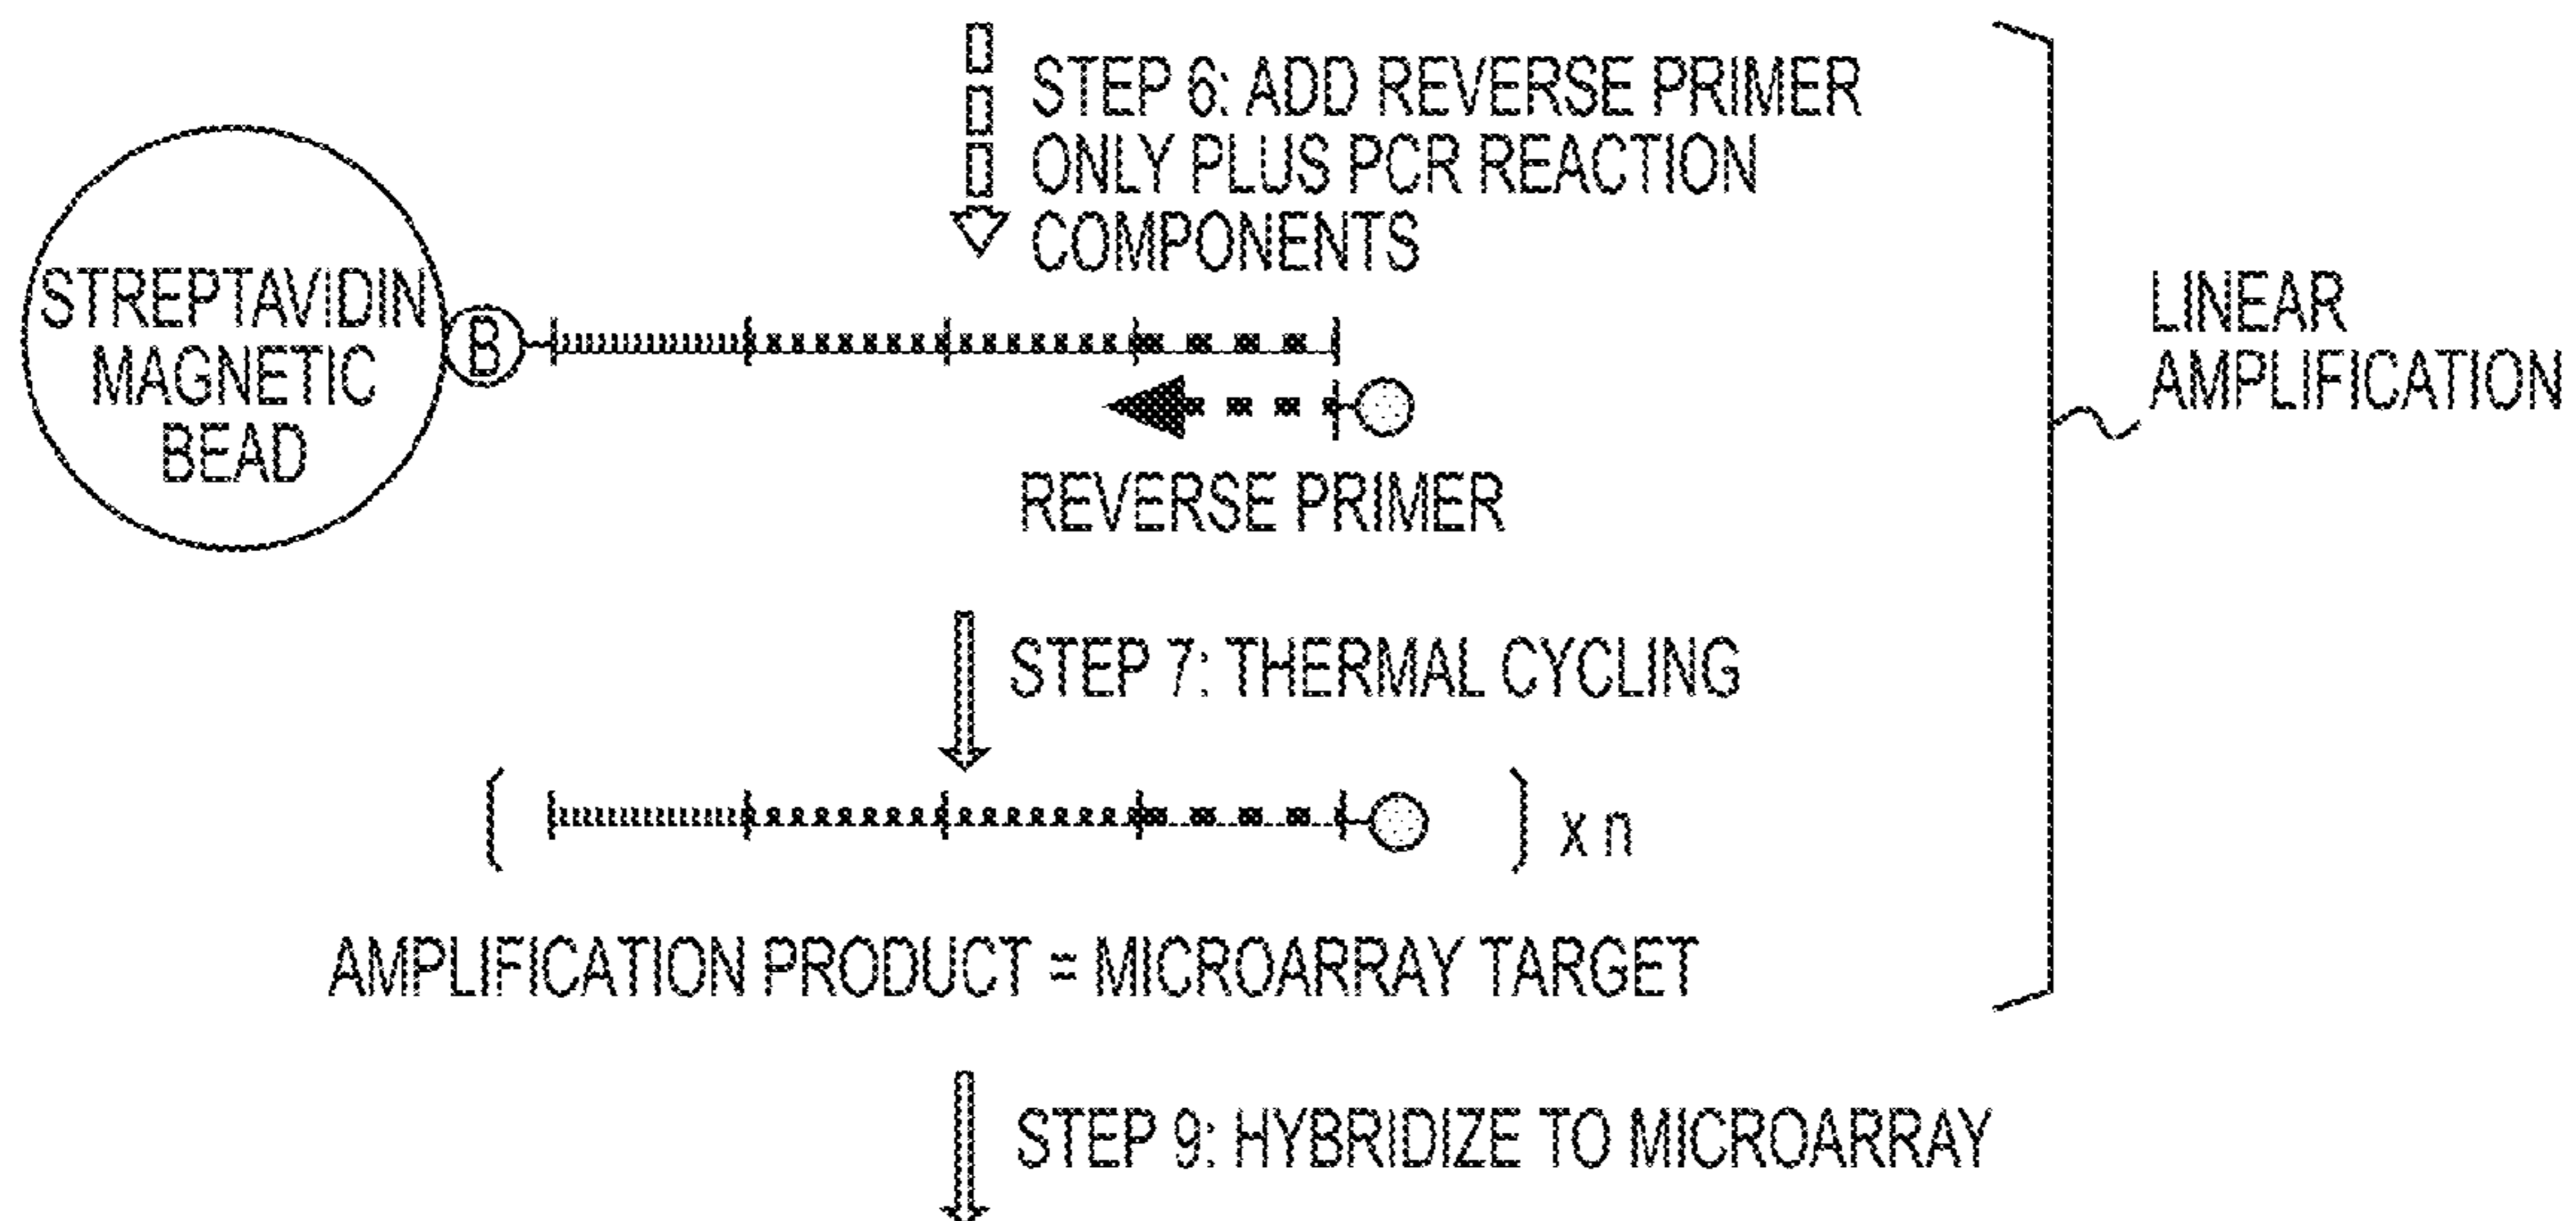 STEP 6: ADD REVERSE PRIMER
ONLY PLUS PCR REACTION
COMPONENTS
STREPTAVIDIN
MAGNETIC
BEAD
B
LINEAR
AMPLIFICATION
REVERSE PRIMER
STEP 7: THERMAL CYCLING
x n
AMPLIFICATION PRODUCT = MICROARRAY TARGET
STEP 9: HYBRIDIZE TO MICROARRAY